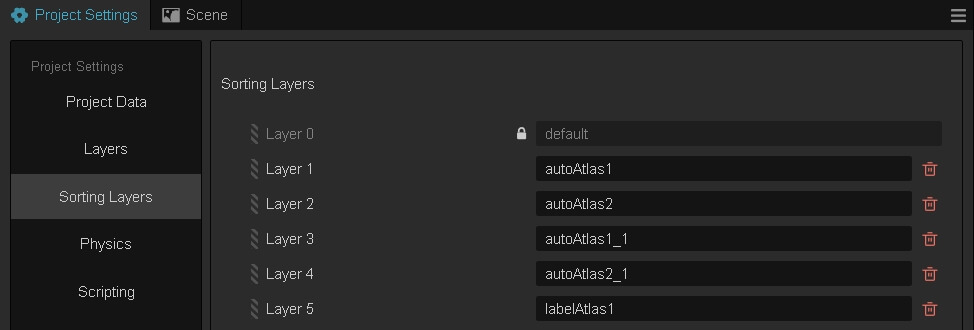 Project Settings
Scene
Project Settings
Project Data
Layers
Sorting Layers
Physics
Scripting
Sorting Layers
Layer 0 default
Layer 1 autoAtlas1
Layer 2 autoAtlas2
Layer 3 autoAtlas1_1
Layer 4 autoAtlas2_1
Layer 5 labelAtlas1